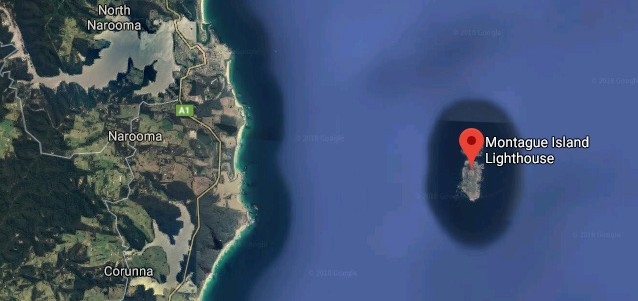 North
Narooma
A1
Narooma
Montague Island
Lighthouse
Corunna